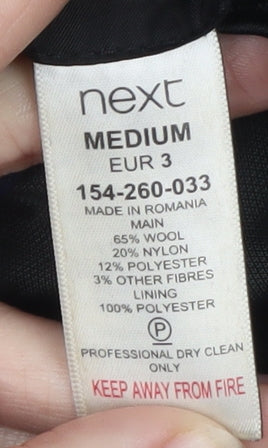 next
MEDIUM
EUR 3
154-260-033
MADE IN ROMANIA
MAIN
65% WOOL
20% NYLON
12% POLYESTER
3% OTHER FIBRES
LINING
100% POLYESTER
P
PROFESSIONAL DRY CLEAN
ONLY
KEEP AWAY FROM FIRE